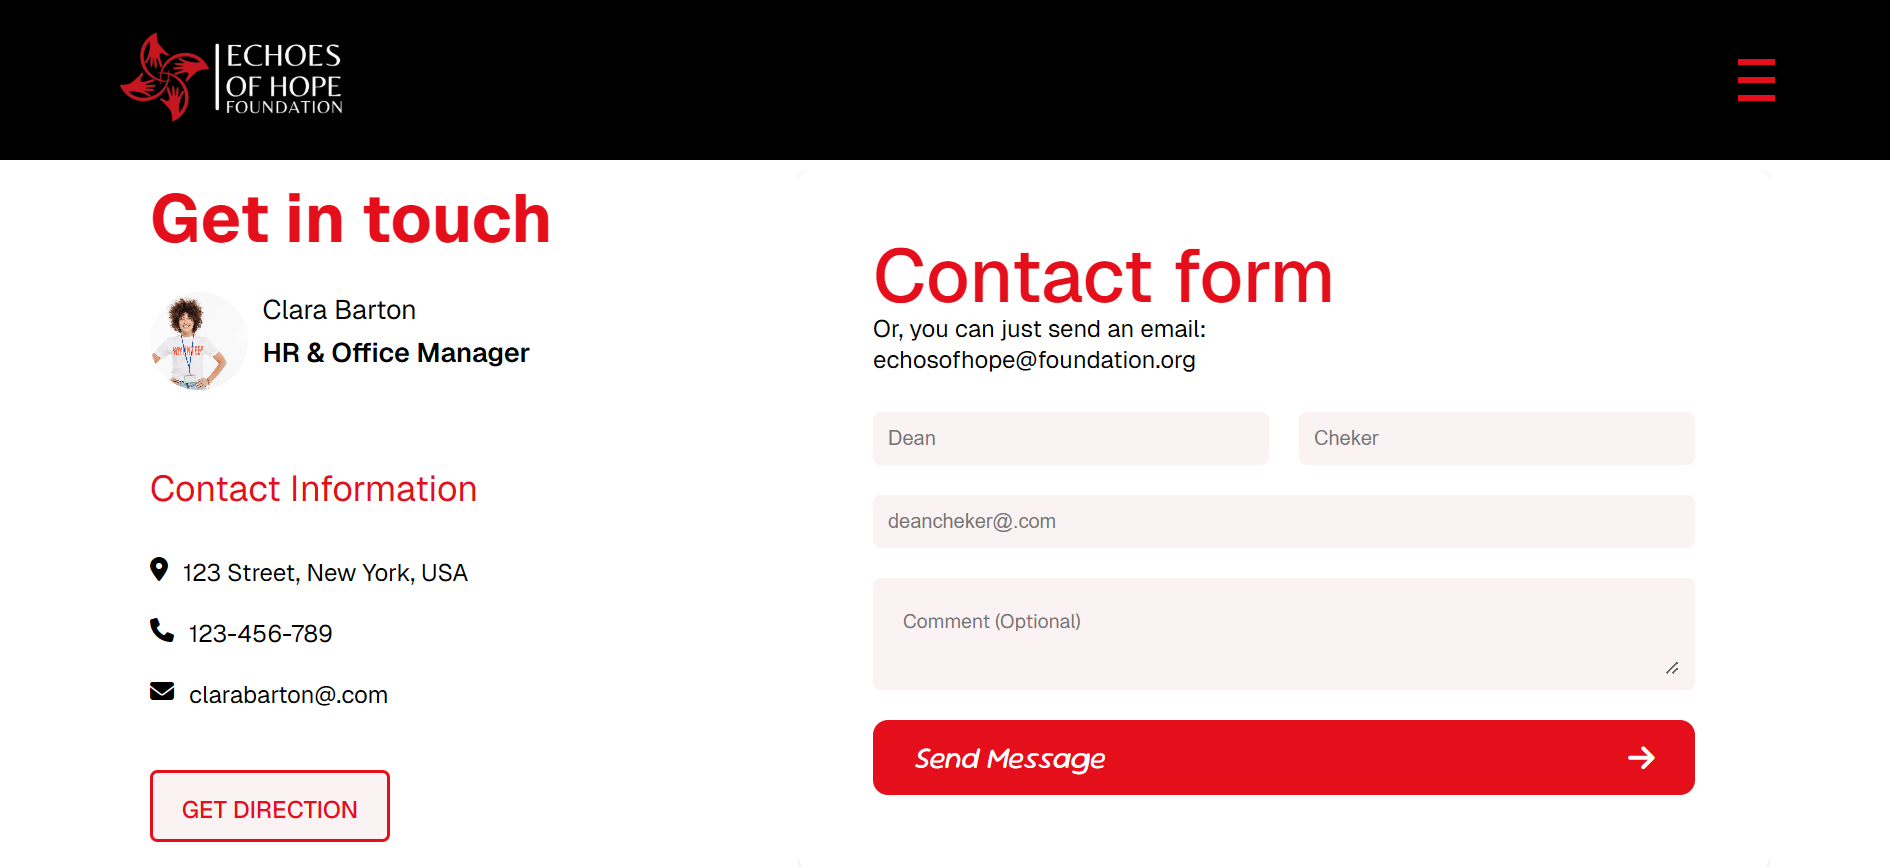 ECHOES
OF HOPE
FOUNDATION
Get in touch
Clara Barton
HR & Office Manager
Contact Information
123 Street, New York, USA
123-456-789
clarabarton@.com
GET DIRECTION
Contact form
Or, you can just send an email:
echosofhope@foundation.org
Dean
Cheker
deancheker@.com
Comment (Optional)
Send Message